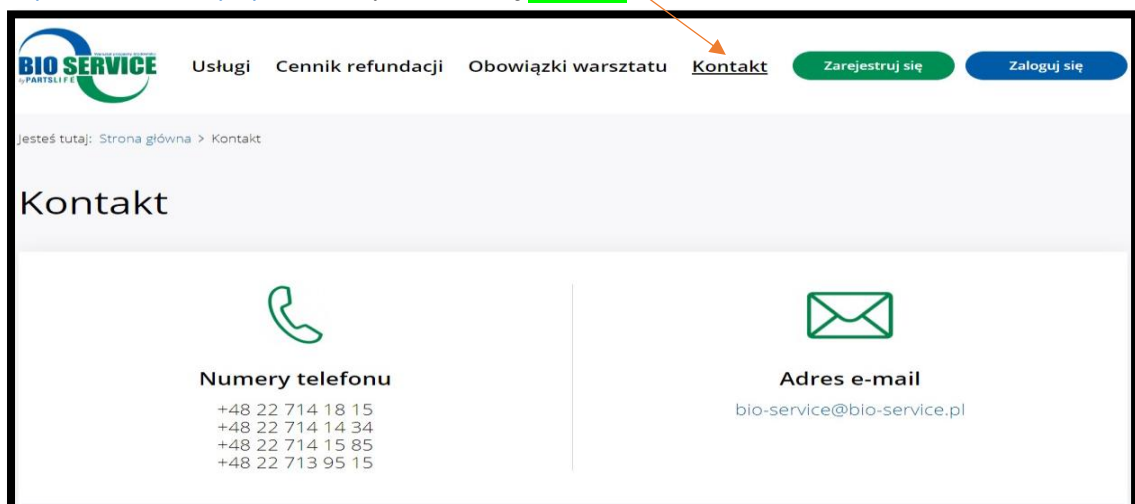 BIO SERVICE
by PARTSLIFE
Usługi Cennik refundacji Obowiązki warsztatu Kontakt Zarejestruj się Zaloguj się
Jesteś tutaj: Strona główna > Kontakt
Kontakt
Numery telefonu
+48 22 714 18 15
+48 22 714 14 34
+48 22 714 15 85
+48 22 713 95 15
Adres e-mail
bio-service@bio-service.pl